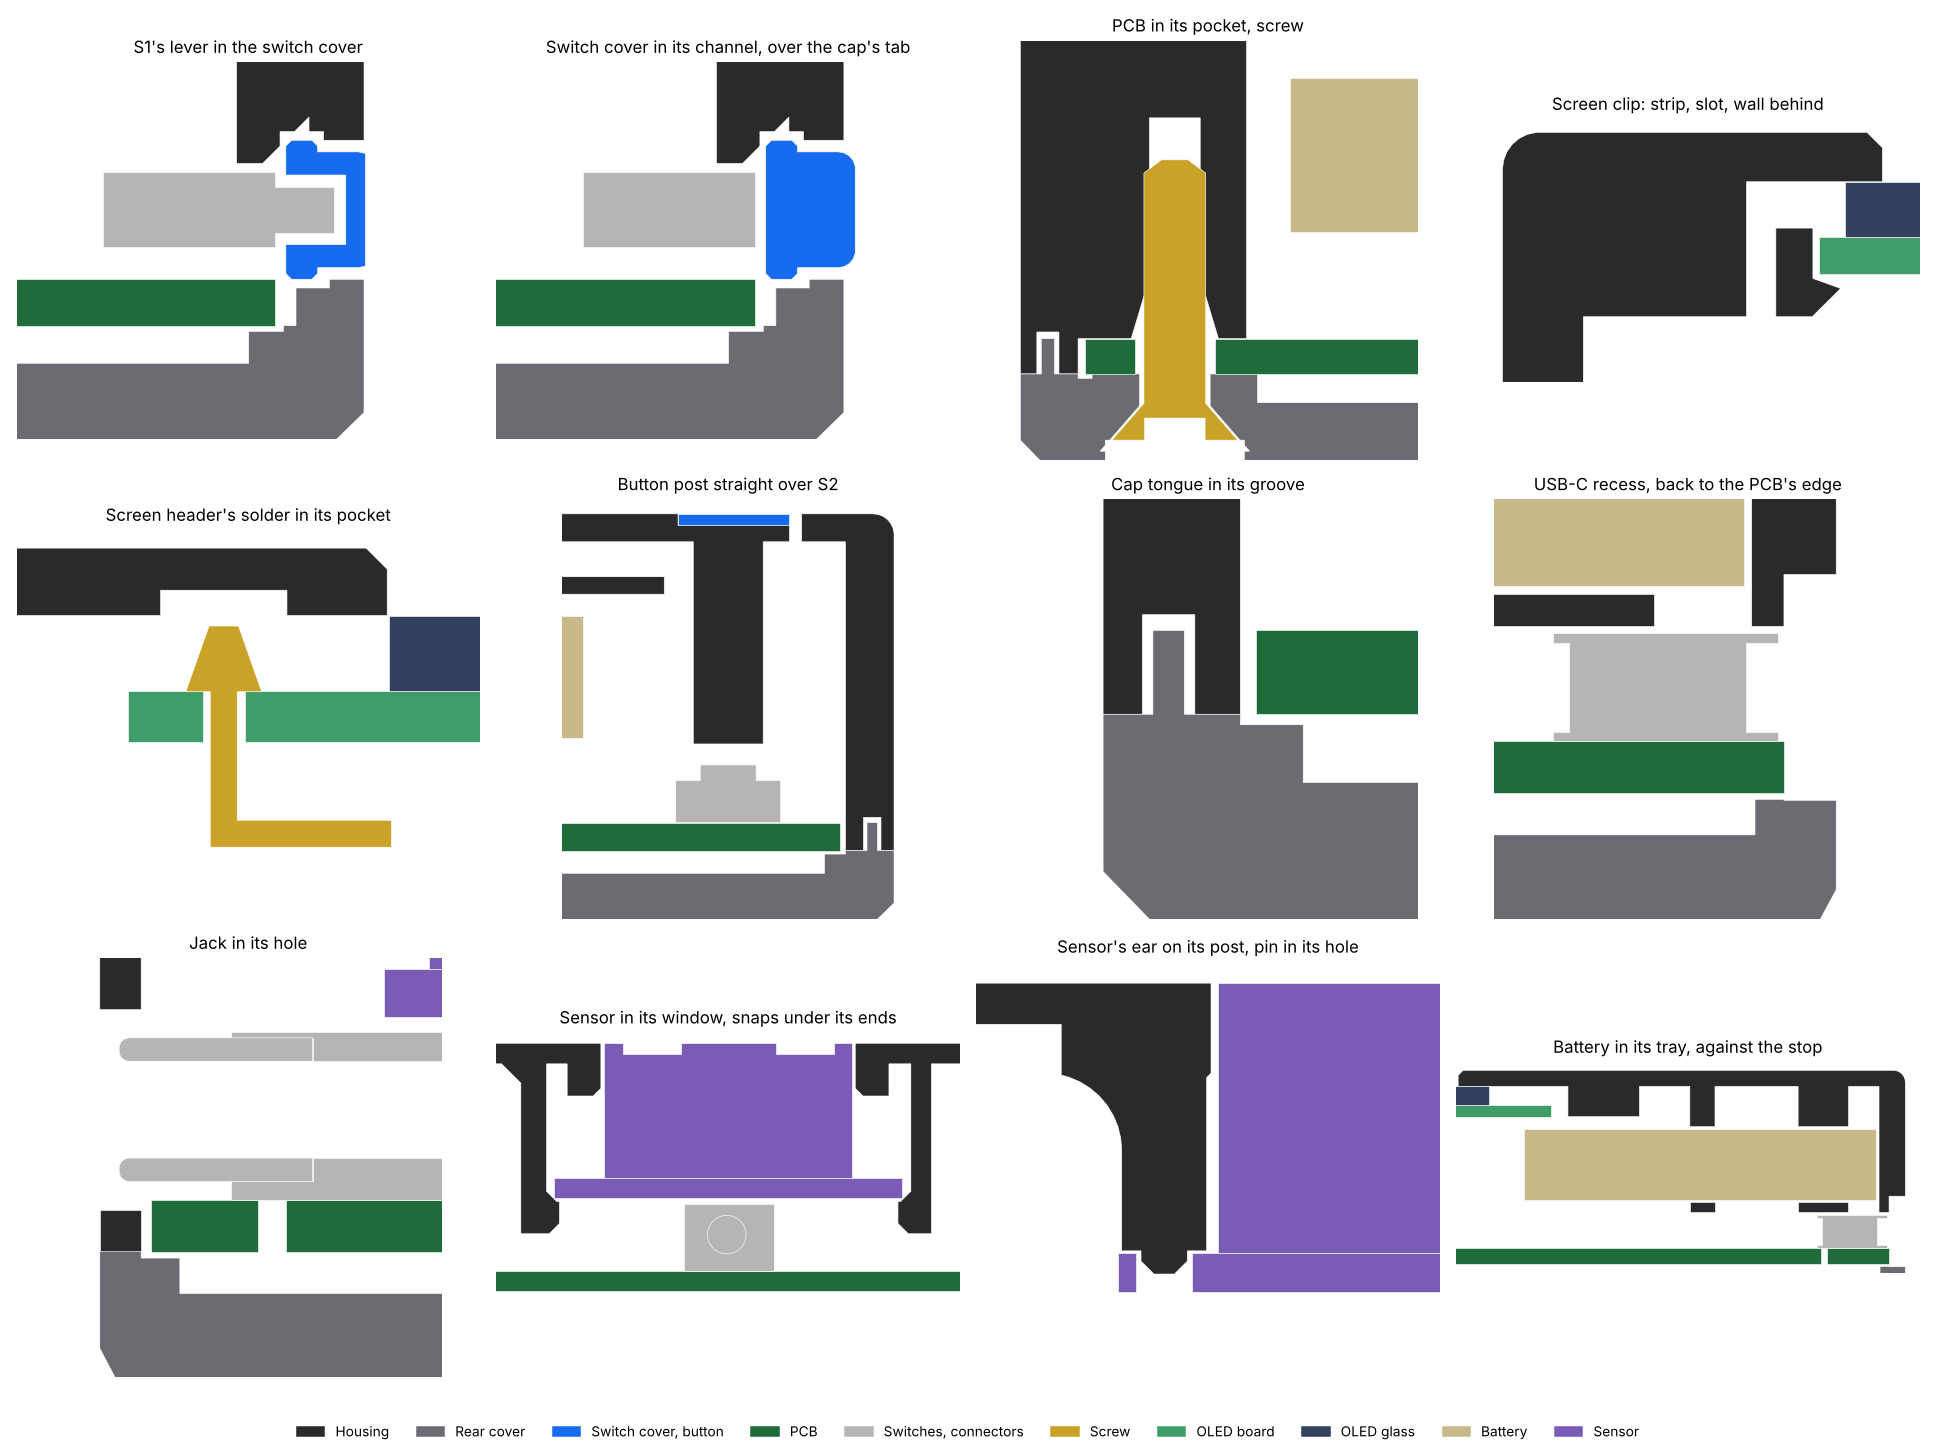 S1's lever in the switch cover
Switch cover in its channel, over the cap's tab
PCB in its pocket, screw
Screen clip: strip, slot, wall behind
Screen header's solder in its pocket
Button post straight over S2
Cap tongue in its groove
USB-C recess, back to the PCB's edge
Jack in its hole
Sensor in its window, snaps under its ends
Sensor's ear on its post, pin in its hole
Battery in its tray, against the stop
Housing
Rear cover
Switch cover, button
PCB
Switches, connectors
Screw
OLED board
OLED glass
Battery
Sensor